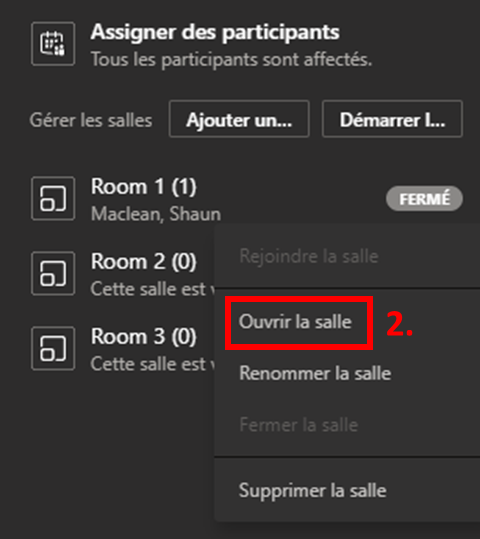 Assigner des participants
Tous les participants sont affectés.
Gérer les salles
Ajouter un...
Démarrer l...
Room 1 (1)
FERMÉ
Maclean, Shaun
Rejoindre la salle
Room 2 (0)
Cette salle est
Ouvrir la salle
2.
Room 3 (0)
Cette salle est
Renommer la salle
Fermer la salle
Supprimer la salle